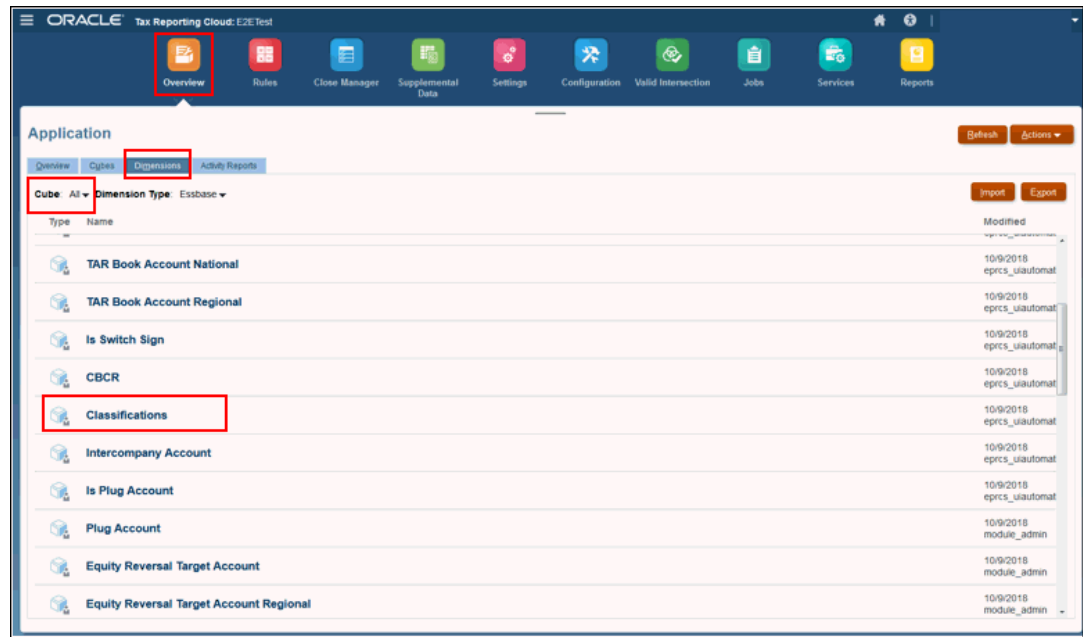 ORACLE® Tax Reporting Cloud: E2ETest
Overview Rules Close Manager Supplemental Data Settings Configuration Valid Intersection Jobs Services Reports
Application
Refresh Actions
Overview Cubes Dimensions Activity Reports
Cube: All Dimension Type: Essbase
Import Export
Type Name Modified
TAR Book Account National 10/9/2018 eprcs_uiautomat
TAR Book Account Regional 10/9/2018 eprcs_uiautomat
Is Switch Sign 10/9/2018 eprcs_uiautomat
CBCR 10/9/2018 eprcs_uiautomat
Classifications 10/9/2018 eprcs_uiautomat
Intercompany Account 10/9/2018 eprcs_uiautomat
Is Plug Account 10/9/2018 eprcs_uiautomat
Plug Account 10/9/2018 module_admin
Equity Reversal Target Account 10/9/2018 module_admin
Equity Reversal Target Account Regional 10/9/2018 module_admin